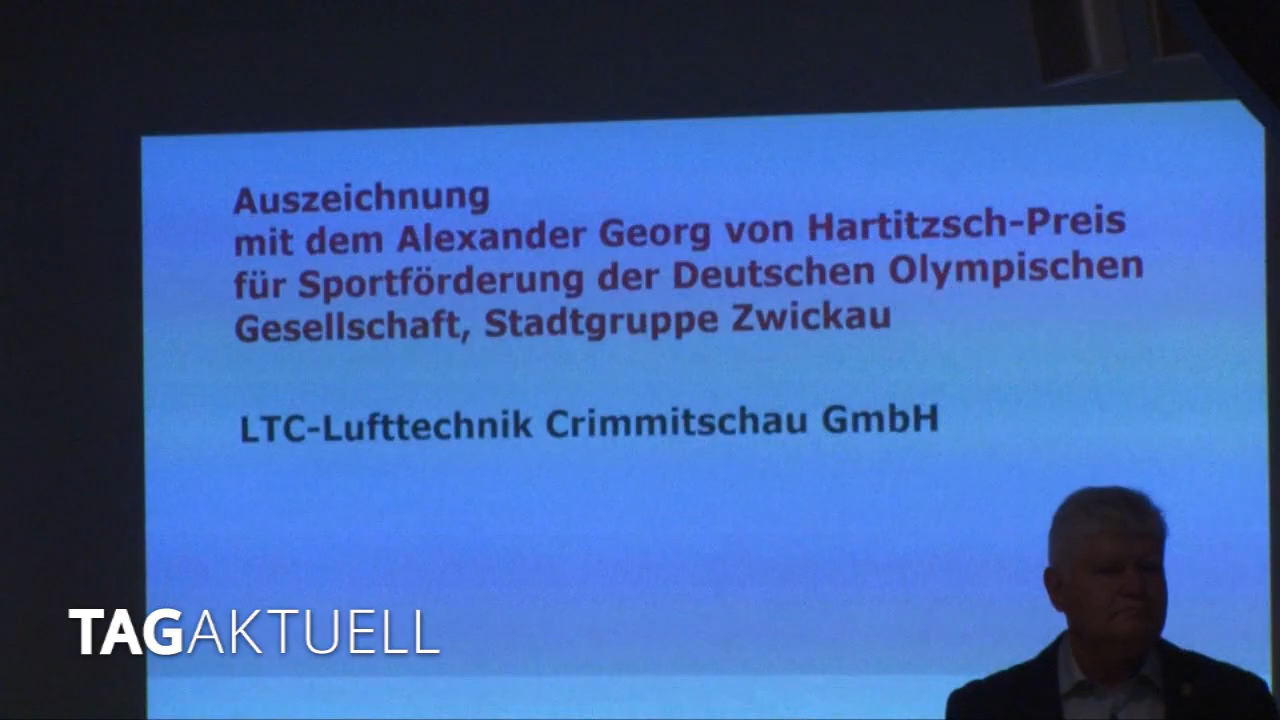 Auszeichnung
mit dem Alexander Georg von Hartitzsch-Preis
für Sportförderung der Deutschen Olympischen
Gesellschaft, Stadtgruppe Zwickau
LTC-Lufttechnik Crimmitschau GmbH
TAGAKTUELL